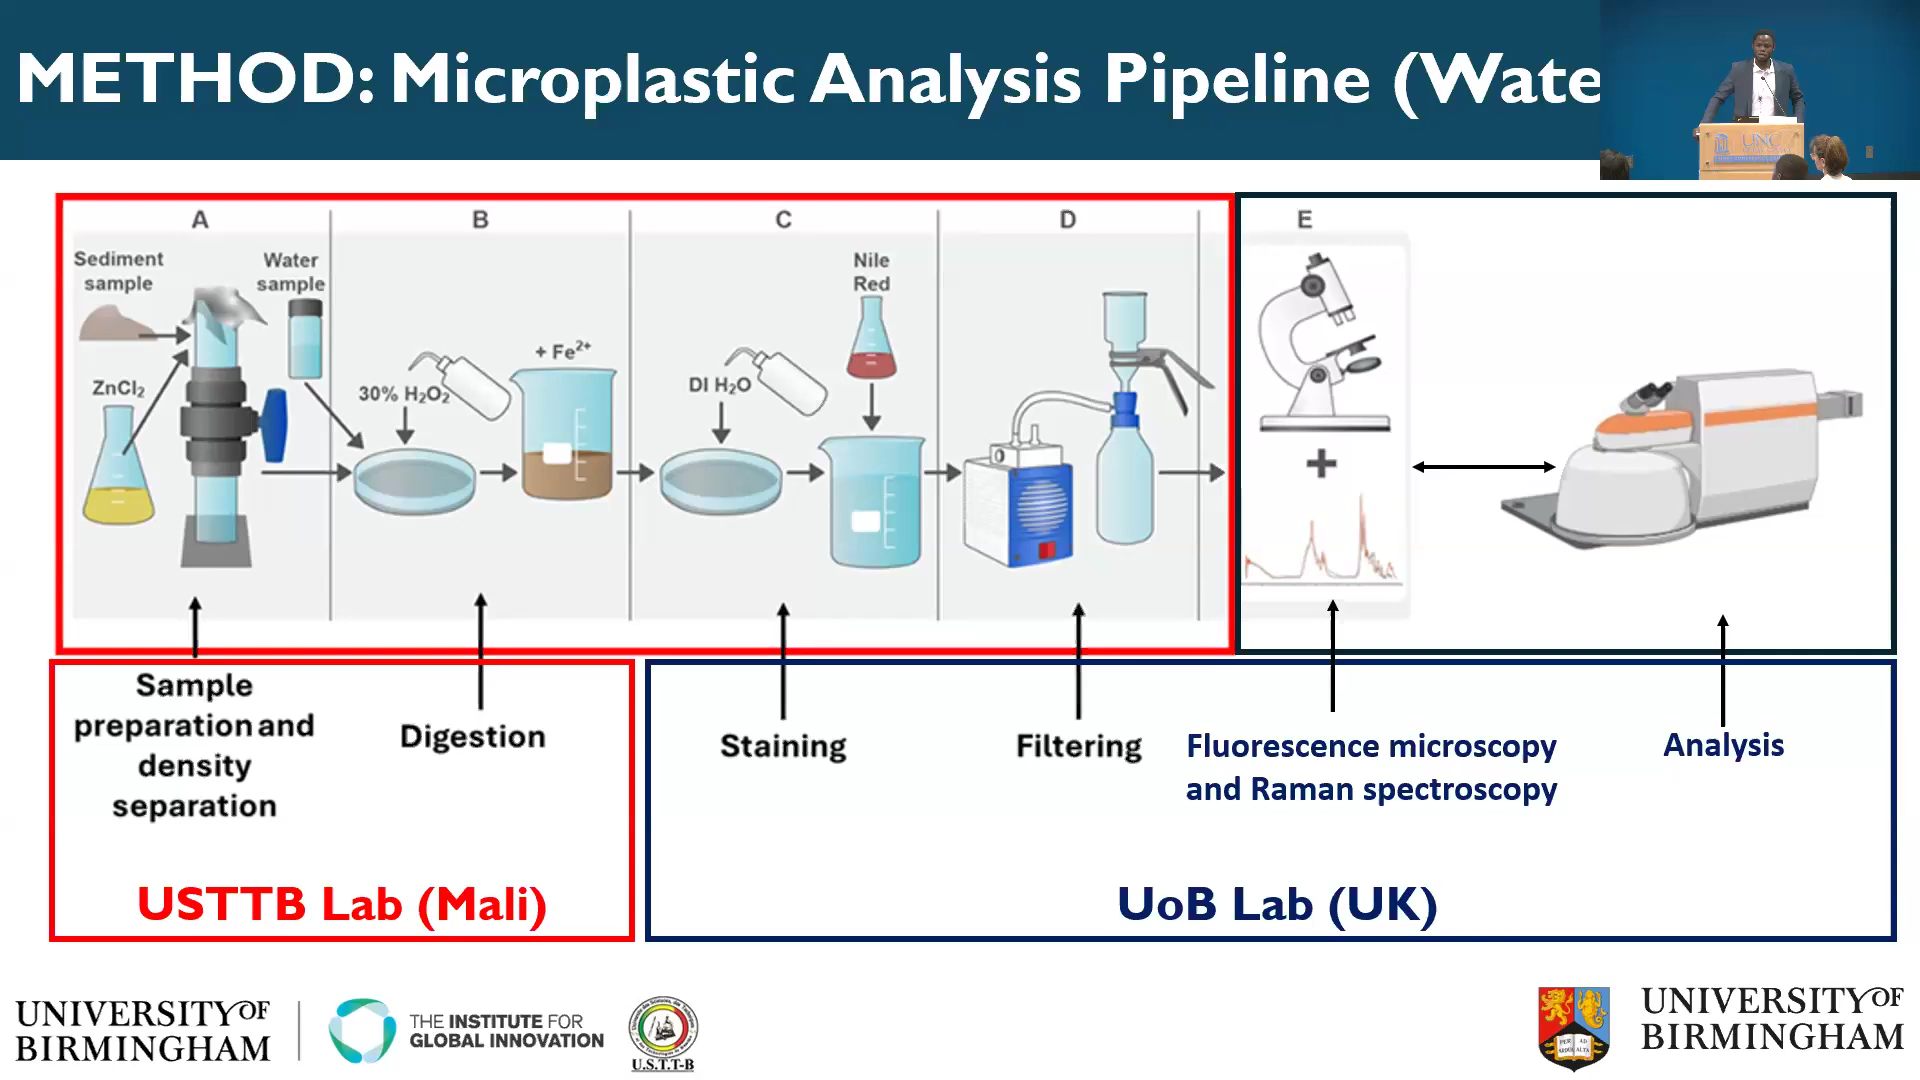 METHOD: Microplastic Analysis Pipeline (Wate
UNC
A
B
C
D
E
Sediment
sample
Water
sample
ZnCl2
30% H2O2
+ Fe2+
DI H2O
Nile
Red
Sample
preparation and
density
separation
Digestion
Staining
Filtering
Fluorescence microscopy
and Raman spectroscopy
Analysis
USTTB Lab (Mali)
UoB Lab (UK)
UNIVERSITY OF
BIRMINGHAM
THE INSTITUTE FOR
GLOBAL INNOVATION
U.S.T.T-B
UNIVERSITY OF
BIRMINGHAM